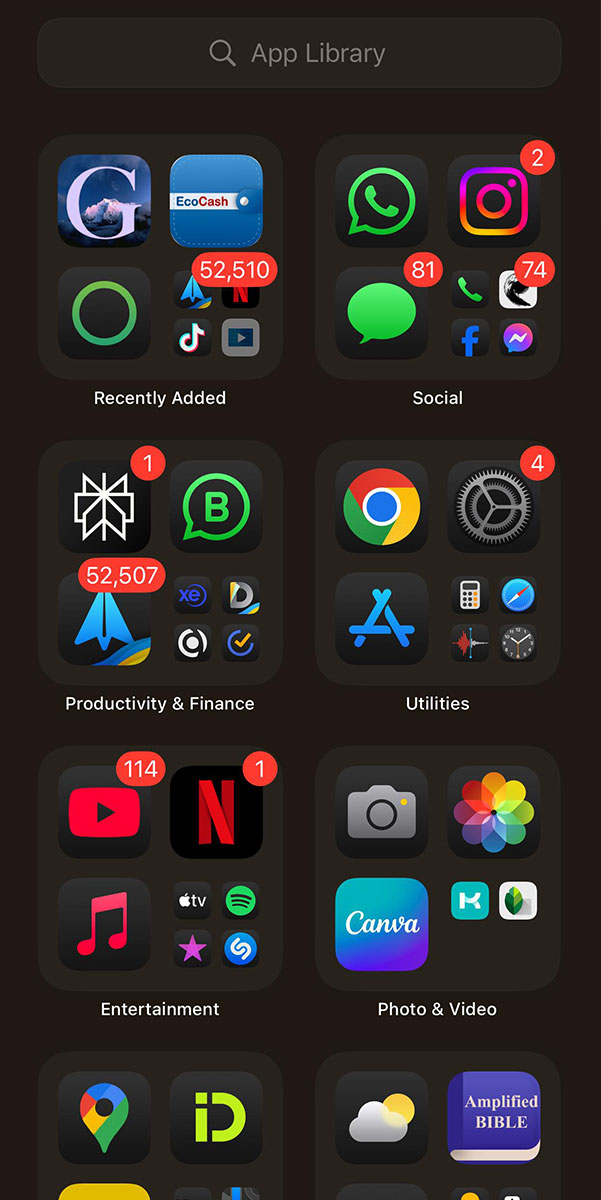 App Library
G
EcoCash
52,510
2
81
74
Recently Added
Social
1
B
4
52,507
xe
Productivity & Finance
Utilities
114
1
N
tv
Canva
Entertainment
Photo & Video
iD
Amplified
BIBLE